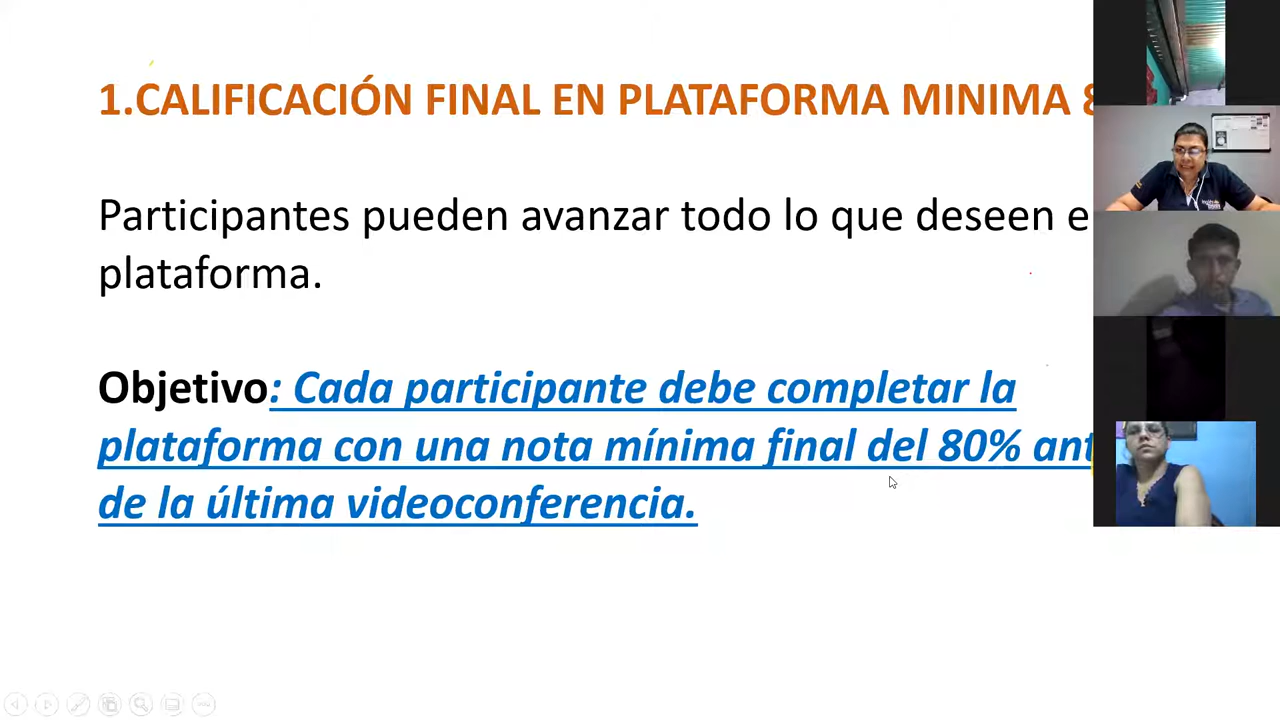 1.CALIFICACIÓN FINAL EN PLATAFORMA MINIMA
Participantes pueden avanzar todo lo que deseen
plataforma.
Objetivo: Cada participante debe completar la
plataforma con una nota mínima final del 80%
de la última videoconferencia.